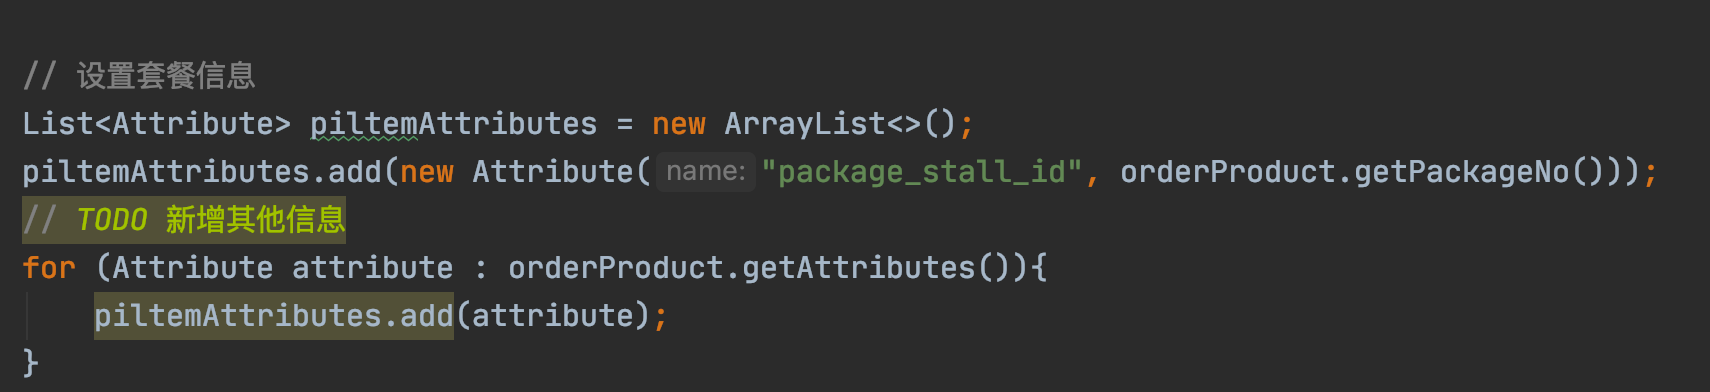 // 设置套餐信息
List<Attribute> piltemAttributes = new ArrayList<>();
piltemAttributes.add(new Attribute( name: "package_stall_id", orderProduct.getPackageNo()));
// TODO 新增其他信息
for (Attribute attribute : orderProduct.getAttributes()){
    piltemAttributes.add(attribute);
}